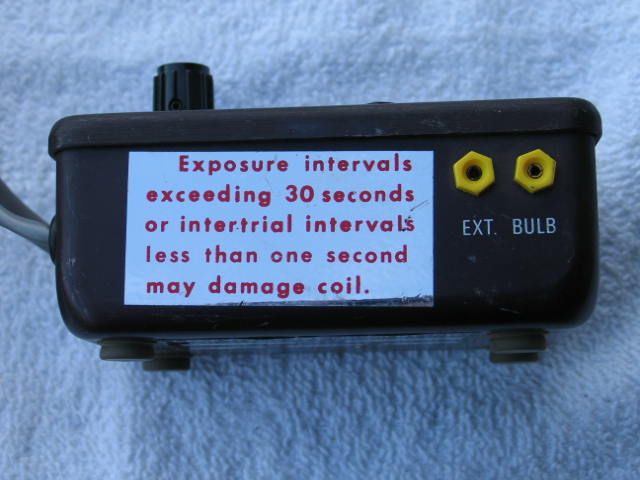 Exposure intervals
exceeding 30 seconds
or intertrial intervals
less than one second
may damage coil.
EXT. BULB